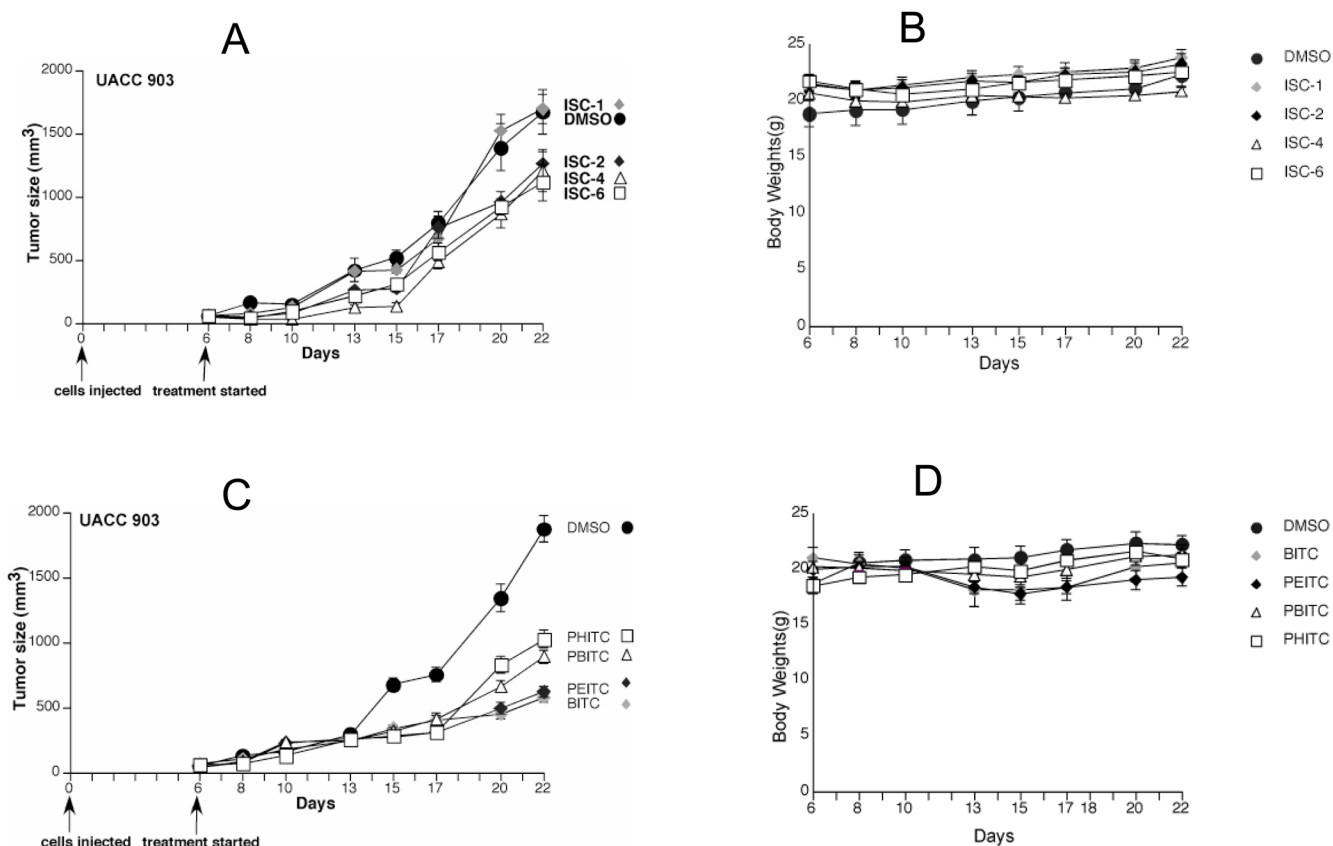 A
UACC 903
Tumor size (mm3)
2000
1500
1000
500
0
0 6 8 10 13 15 17 20 22
Days
cells injected treatment started
ISC-1
DMSO
ISC-2
ISC-4
ISC-6
B
Body Weights(g)
25
20
15
10
5
0
6 8 10 13 15 17 20 22
Days
DMSO
ISC-1
ISC-2
ISC-4
ISC-6
C
UACC 903
Tumor size (mm3)
2000
1500
1000
500
0
0 6 8 10 13 15 17 20 22
Days
cells injected treatment started
DMSO
PHITC
PBITC
PEITC
BITC
D
Body Weights(g)
25
20
15
10
5
0
6 8 10 13 15 17 18 20 22
Days
DMSO
BITC
PEITC
PBITC
PHITC